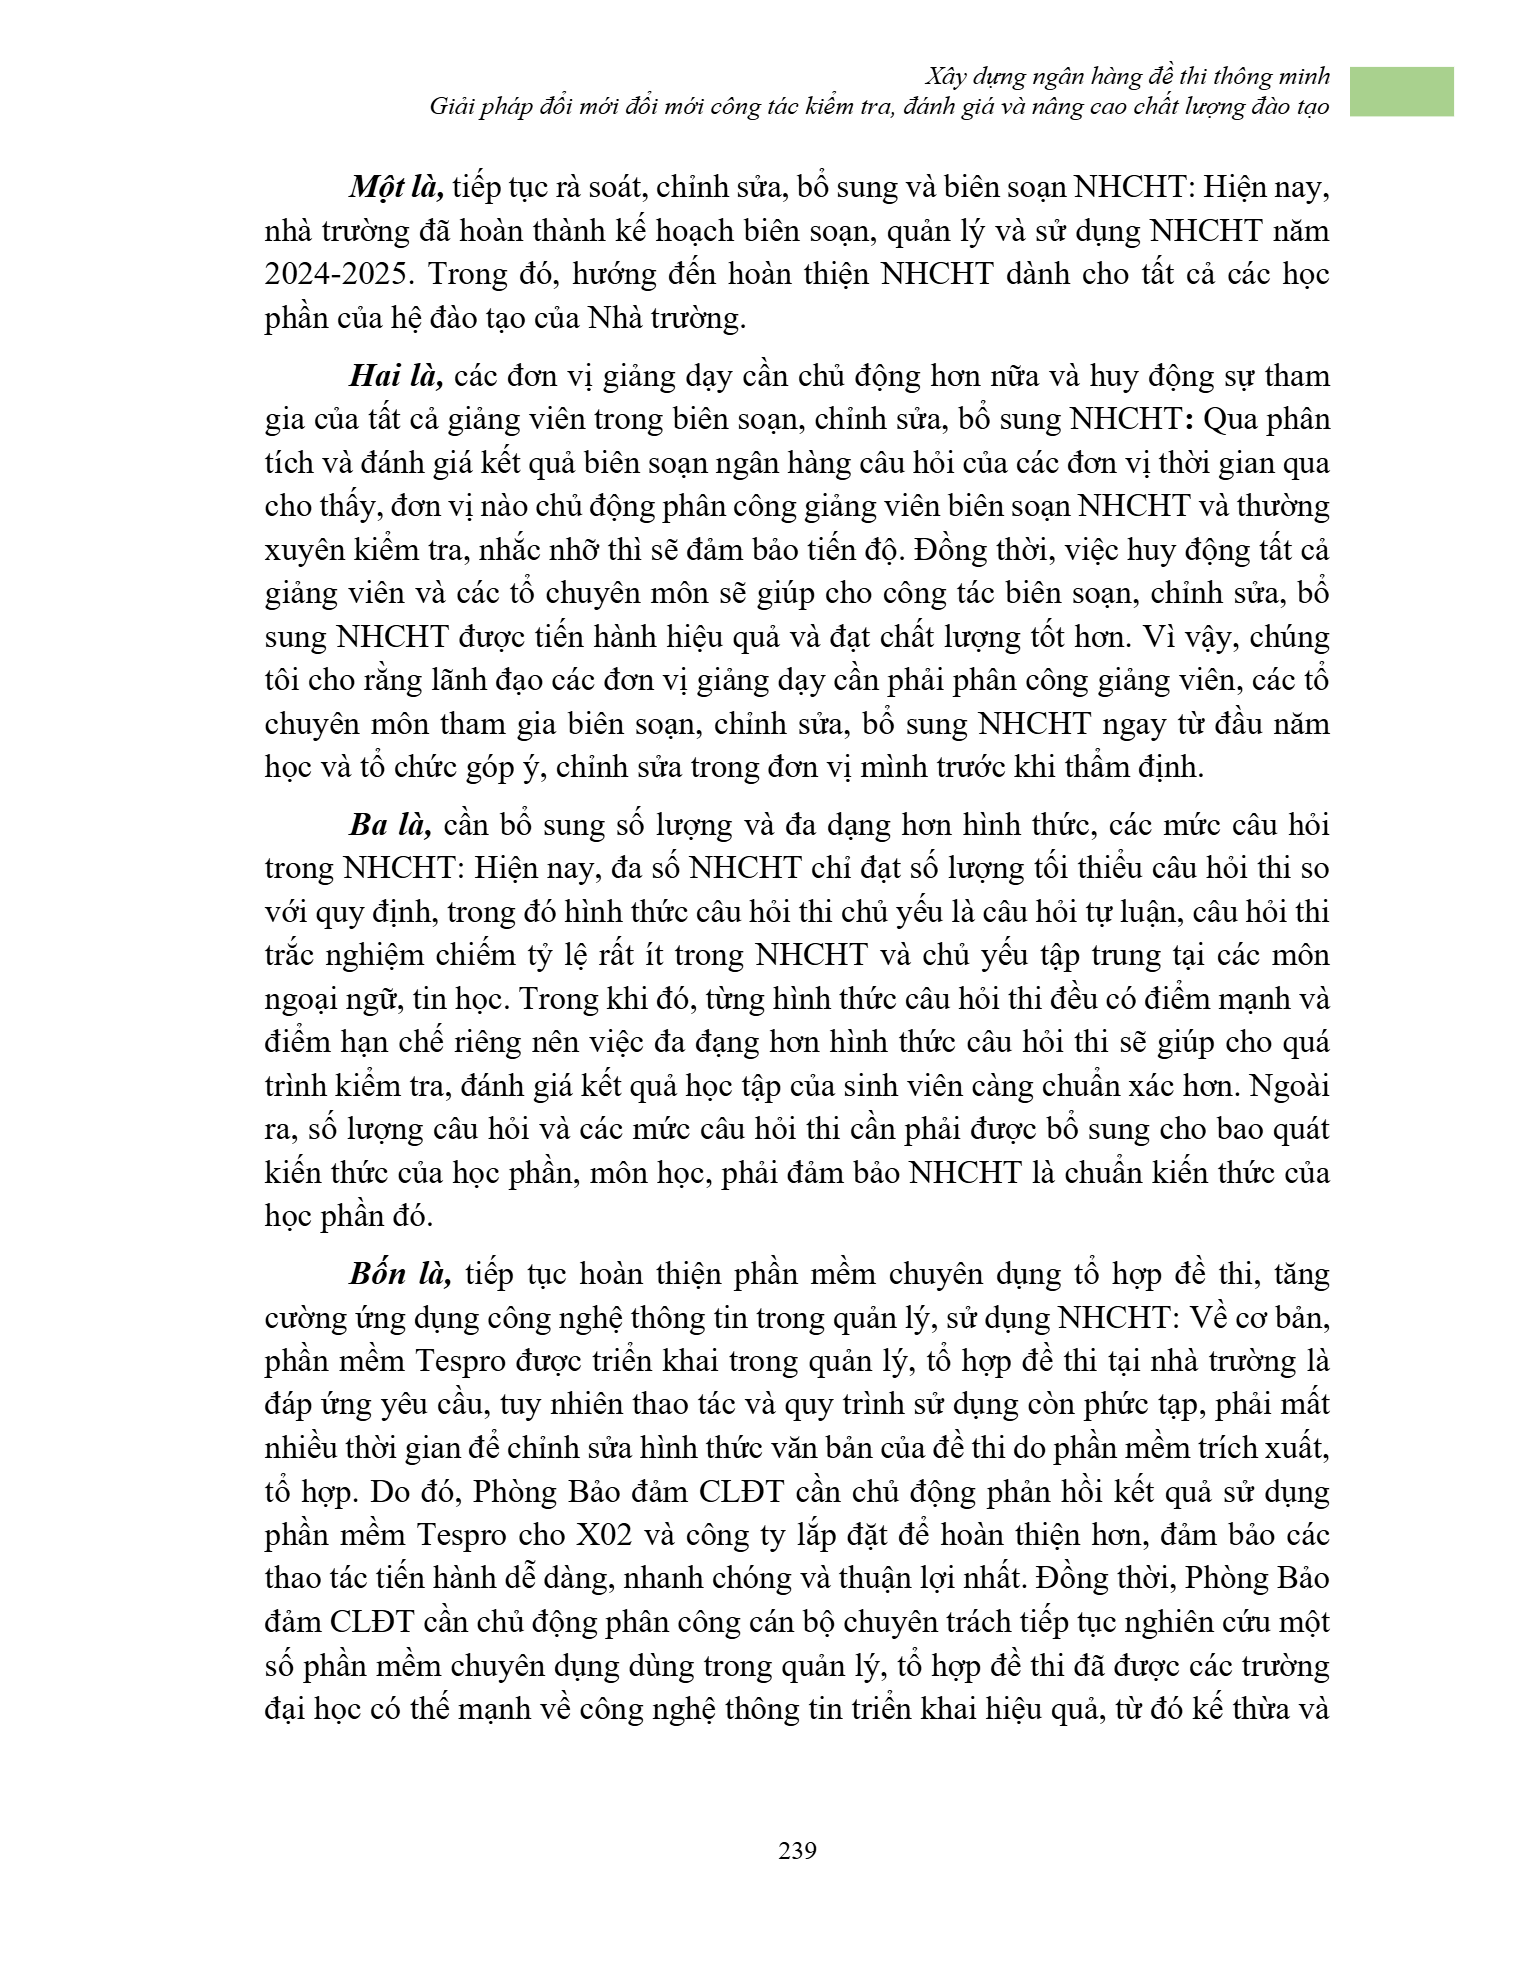 Xây dựng ngân hàng đề thi thông minh
Giải pháp đổi mới đổi mới công tác kiểm tra, đánh giá và nâng cao chất lượng đào tạo
Một là, tiếp tục rà soát, chỉnh sửa, bổ sung và biên soạn NHCHT: Hiện nay,
nhà trường đã hoàn thành kế hoạch biên soạn, quản lý và sử dụng NHCHT năm
2024-2025. Trong đó, hướng đến hoàn thiện NHCHT dành cho tất cả các học
phần của hệ đào tạo của Nhà trường.
Hai là, các đơn vị giảng dạy cần chủ động hơn nữa và huy động sự tham
gia của tất cả giảng viên trong biên soạn, chỉnh sửa, bổ sung NHCHT: Qua phân
tích và đánh giá kết quả biên soạn ngân hàng câu hỏi của các đơn vị thời gian qua
cho thấy, đơn vị nào chủ động phân công giảng viên biên soạn NHCHT và thường
xuyên kiểm tra, nhắc nhỡ thì sẽ đảm bảo tiến độ. Đồng thời, việc huy động tất cả
giảng viên và các tổ chuyên môn sẽ giúp cho công tác biên soạn, chỉnh sửa, bổ
sung NHCHT được tiến hành hiệu quả và đạt chất lượng tốt hơn. Vì vậy, chúng
tôi cho rằng lãnh đạo các đơn vị giảng dạy cần phải phân công giảng viên, các tổ
chuyên môn tham gia biên soạn, chỉnh sửa, bổ sung NHCHT ngay từ đầu năm
học và tổ chức góp ý, chỉnh sửa trong đơn vị mình trước khi thẩm định.
Ba là, cần bổ sung số lượng và đa dạng hơn hình thức, các mức câu hỏi
trong NHCHT: Hiện nay, đa số NHCHT chỉ đạt số lượng tối thiểu câu hỏi thi so
với quy định, trong đó hình thức câu hỏi thi chủ yếu là câu hỏi tự luận, câu hỏi thi
trắc nghiệm chiếm tỷ lệ rất ít trong NHCHT và chủ yếu tập trung tại các môn
ngoại ngữ, tin học. Trong khi đó, từng hình thức câu hỏi thi đều có điểm mạnh và
điểm hạn chế riêng nên việc đa đạng hơn hình thức câu hỏi thi sẽ giúp cho quá
trình kiểm tra, đánh giá kết quả học tập của sinh viên càng chuẩn xác hơn. Ngoài
ra, số lượng câu hỏi và các mức câu hỏi thi cần phải được bổ sung cho bao quát
kiến thức của học phần, môn học, phải đảm bảo NHCHT là chuẩn kiến thức của
học phần đó.
Bốn là, tiếp tục hoàn thiện phần mềm chuyên dụng tổ hợp đề thi, tăng
cường ứng dụng công nghệ thông tin trong quản lý, sử dụng NHCHT: Về cơ bản,
phần mềm Tespro được triển khai trong quản lý, tổ hợp đề thi tại nhà trường là
đáp ứng yêu cầu, tuy nhiên thao tác và quy trình sử dụng còn phức tạp, phải mất
nhiều thời gian để chỉnh sửa hình thức văn bản của đề thi do phần mềm trích xuất,
tổ hợp. Do đó, Phòng Bảo đảm CLĐT cần chủ động phản hồi kết quả sử dụng
phần mềm Tespro cho X02 và công ty lắp đặt để hoàn thiện hơn, đảm bảo các
thao tác tiến hành dễ dàng, nhanh chóng và thuận lợi nhất. Đồng thời, Phòng Bảo
đảm CLĐT cần chủ động phân công cán bộ chuyên trách tiếp tục nghiên cứu một
số phần mềm chuyên dụng dùng trong quản lý, tổ hợp đề thi đã được các trường
đại học có thế mạnh về công nghệ thông tin triển khai hiệu quả, từ đó kế thừa và
239